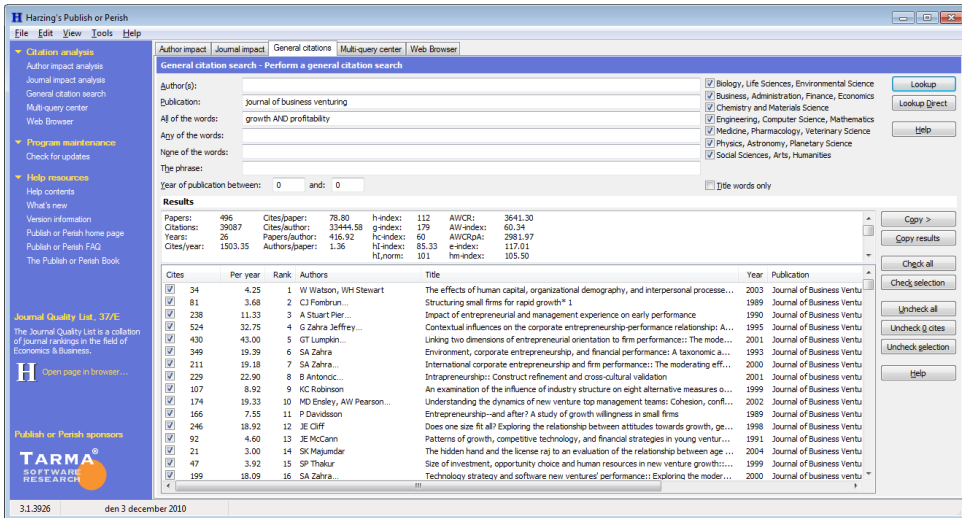 Harzing's Publish or Perish
File Edit View Tools Help
Citation analysis
Author impact analysis
Journal impact analysis
General citation search
Multi-query center
Web Browser
Program maintenance
Check for updates
Help resources
Help contents
What's new
Version information
Publish or Perish home page
Publish or Perish FAQ
The Publish or Perish Book
Journal Quality List, 37/E
The Journal Quality List is a collation
of journal rankings in the field of
Economics & Business.
Open page in browser...
Publish or Perish sponsors
TARMA®
SOFTWARE
RESEARCH
Author impact Journal impact General citations Multi-query center Web Browser
General citation search - Perform a general citation search
Author(s):
Publication: journal of business venturing
All of the words: growth AND profitability
Any of the words:
None of the words:
The phrase:
Year of publication between: 0 and: 0
Biology, Life Sciences, Environmental Science
Business, Administration, Finance, Economics
Chemistry and Materials Science
Engineering, Computer Science, Mathematics
Medicine, Pharmacology, Veterinary Science
Physics, Astronomy, Planetary Science
Social Sciences, Arts, Humanities
Title words only
Lookup
Lookup Direct
Help
Results
Papers: 496 Cites/paper: 78.80 h-index: 112 AWCR: 3641.30
Citations: 39087 Cites/author: 33444.58 g-index: 179 AW-index: 60.34
Years: 26 Papers/author: 416.92 hc-index: 60 AWCRpA: 2981.97
Cites/year: 1503.35 Authors/paper: 1.36 hI-index: 85.33 e-index: 117.01
hI,norm: 101 hm-index: 105.50
Cites Per year Rank Authors Title Year Publication
34 4.25 1 W Watson, WH Stewart The effects of human capital, organizational demography, and interpersonal processe... 2003 Journal of Business Ventu
81 3.68 2 CJ Fombrun... Structuring small firms for rapid growth* 1 1989 Journal of Business Ventu
238 11.33 3 A Stuart Pier... Impact of entrepreneurial and management experience on early performance 1990 Journal of Business Ventu
524 32.75 4 G Zahra Jeffrey... Contextual influences on the corporate entrepreneurship-performance relationship: A... 1995 Journal of Business Ventu
430 43.00 5 GT Lumpkin... Linking two dimensions of entrepreneurial orientation to firm performance:: The mode... 2001 Journal of Business Ventu
349 19.39 6 SA Zahra Environment, corporate entrepreneurship, and financial performance: A taxonomic a... 1993 Journal of Business Ventu
211 19.18 7 SA Zahra... International corporate entrepreneurship and firm performance:: The moderating eff... 2000 Journal of Business Ventu
229 22.90 8 B Antoncic... Intrapreneurship:: Construct refinement and cross-cultural validation 2001 Journal of Business Ventu
107 8.92 9 KC Robinson An examination of the influence of industry structure on eight alternative measures o... 1999 Journal of Business Ventu
174 19.33 10 MD Ensley, AW Pearson... Understanding the dynamics of new venture top management teams: Cohesion, confl... 2002 Journal of Business Ventu
166 7.55 11 P Davidsson Entrepreneurship--and after? A study of growth willingness in small firms 1989 Journal of Business Ventu
246 18.92 12 JE Cliff Does one size fit all? Exploring the relationship between attitudes towards growth, ge... 1998 Journal of Business Ventu
92 4.60 13 JE McCann Patterns of growth, competitive technology, and financial strategies in young ventur... 1991 Journal of Business Ventu
21 3.00 14 SK Majumdar The hidden hand and the license raj to an evaluation of the relationship between age ... 2004 Journal of Business Ventu
47 3.92 15 SP Thakur Size of investment, opportunity choice and human resources in new venture growth::... 1999 Journal of Business Ventu
199 18.09 16 SA Zahra... Technology strategy and software new ventures' performance:: Exploring the moder... 2000 Journal of Business Ventu
Copy >
Copy results
Check all
Check selection
Uncheck all
Uncheck 0 cites
Uncheck selection
Help
3.1.3926 den 3 december 2010